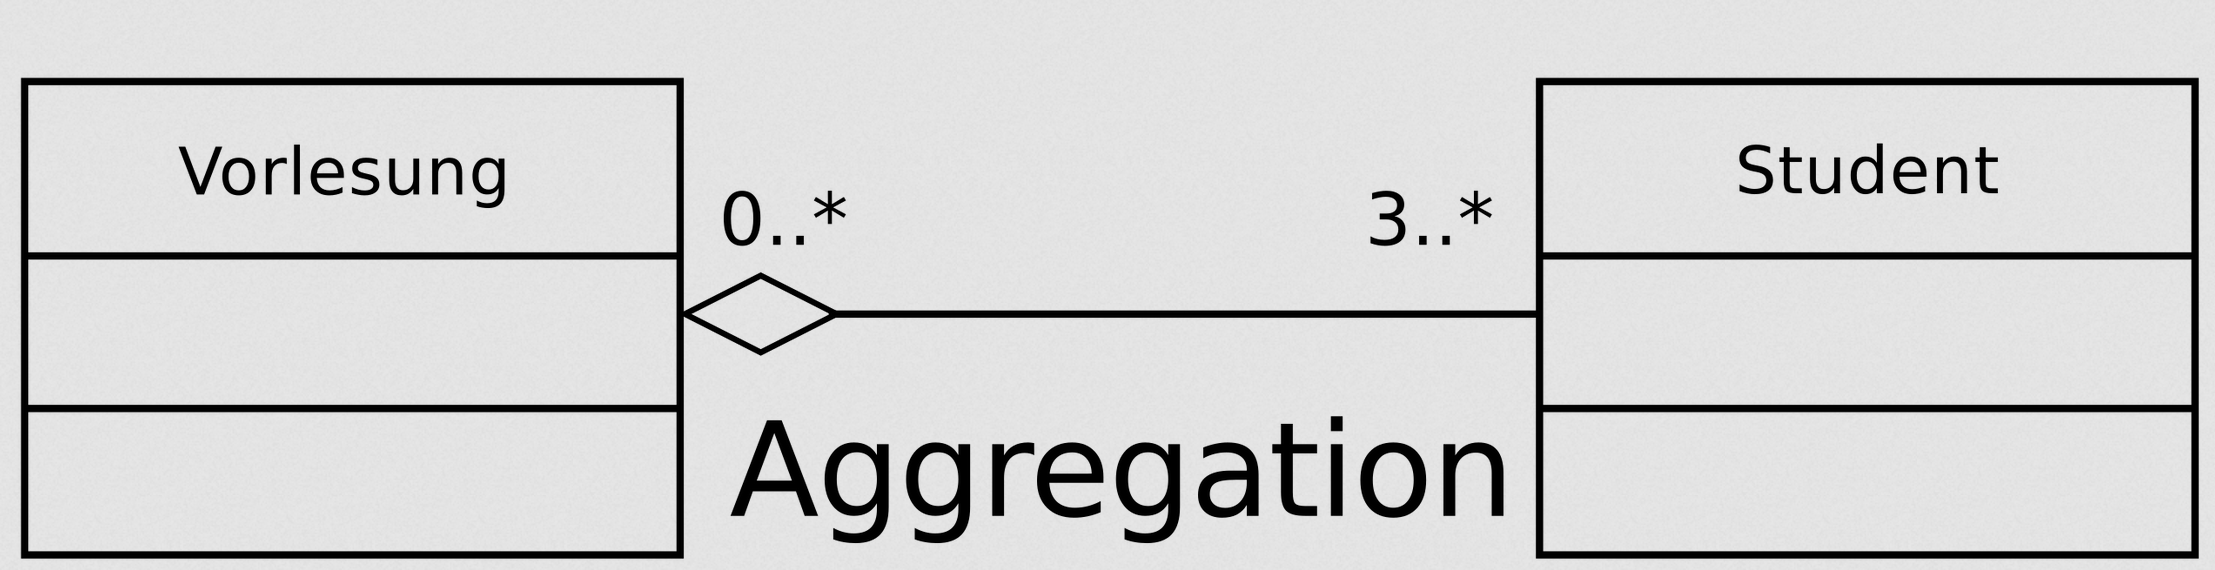 Vorlesung
0..*
3..*
Student
Aggregation